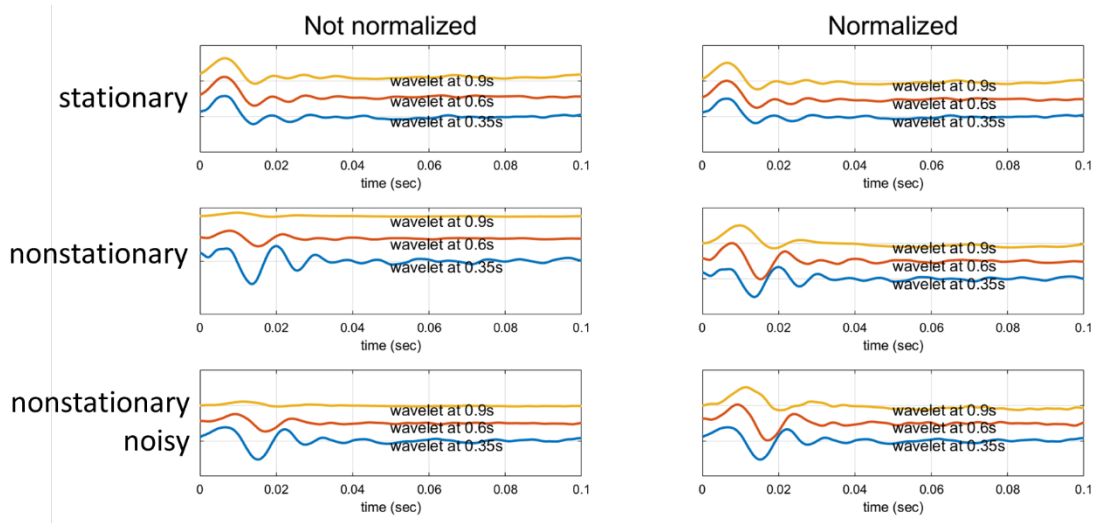 Not normalized
Normalized
stationary
wavelet at 0.9s
wavelet at 0.6s
wavelet at 0.35s
0 0.02 0.04 0.06 0.08 0.1
time (sec)
wavelet at 0.9s
wavelet at 0.6s
wavelet at 0.35s
0 0.02 0.04 0.06 0.08 0.1
time (sec)
nonstationary
wavelet at 0.9s
wavelet at 0.6s
wavelet at 0.35s
0 0.02 0.04 0.06 0.08 0.1
time (sec)
wavelet at 0.9s
wavelet at 0.6s
wavelet at 0.35s
0 0.02 0.04 0.06 0.08 0.1
time (sec)
nonstationary
noisy
wavelet at 0.9s
wavelet at 0.6s
wavelet at 0.35s
0 0.02 0.04 0.06 0.08 0.1
time (sec)
wavelet at 0.9s
wavelet at 0.6s
wavelet at 0.35s
0 0.02 0.04 0.06 0.08 0.1
time (sec)